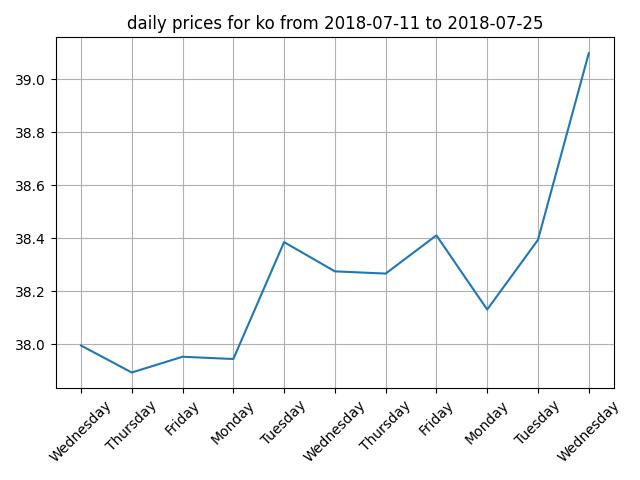 daily prices for ko from 2018-07-11 to 2018-07-25
39.0
38.8
38.6
38.4
38.2
38.0
Wednesday
Thursday
Friday
Monday
Tuesday
Wednesday
Thursday
Friday
Monday
Tuesday
Wednesday